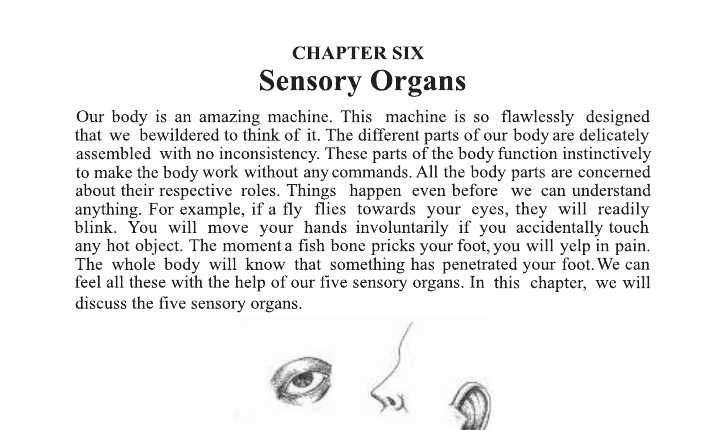 CHAPTER SIX
Sensory Organs
Our body is an amazing machine. This machine is so flawlessly designed
that we bewildered to think of it. The different parts of our body are delicately
assembled with no inconsistency. These parts of the body function instinctively
to make the body work without any commands. All the body parts are concerned
about their respective roles. Things happen even before we can understand
anything. For example, if a fly flies towards your eyes, they will readily
blink. You will move your hands involuntarily if you accidentally touch
any hot object. The moment a fish bone pricks your foot, you will yelp in pain.
The whole body will know that something has penetrated your foot. We can
feel all these with the help of our five sensory organs. In this chapter, we will
discuss the five sensory organs.